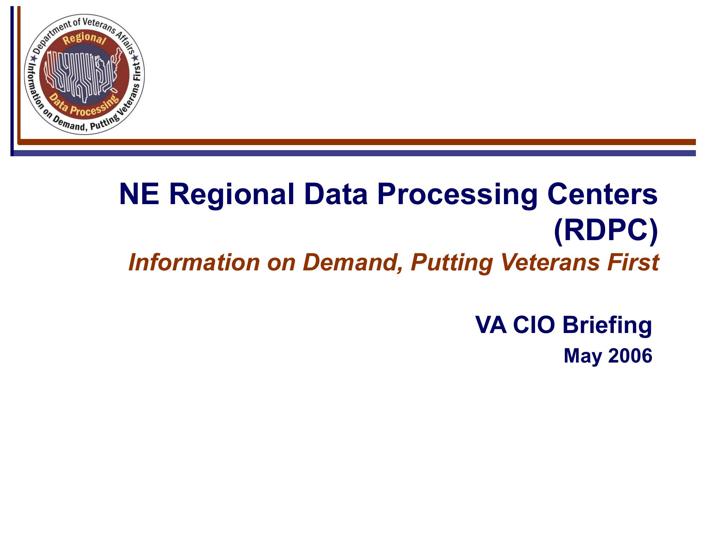 Department of Veterans Affairs
Regional
Data Processing
Information on Demand, Putting Veterans First
NE Regional Data Processing Centers
(RDPC)
Information on Demand, Putting Veterans First
VA CIO Briefing
May 2006